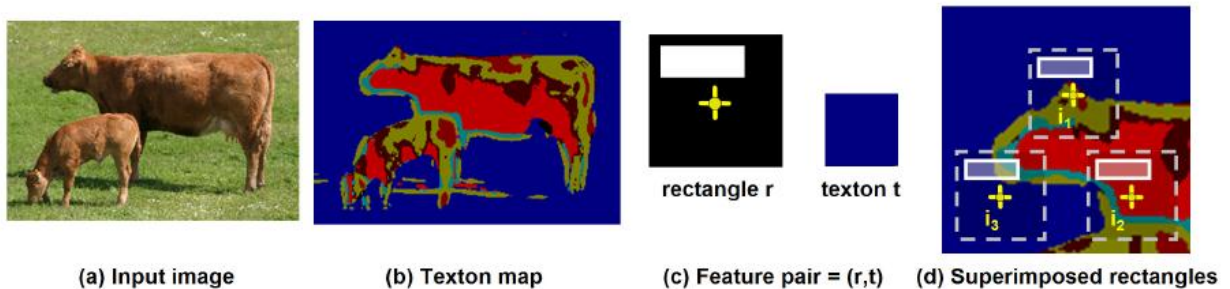 rectangle r
texton t
i1
i3
i2
(a) Input image
(b) Texton map
(c) Feature pair = (r,t)
(d) Superimposed rectangles